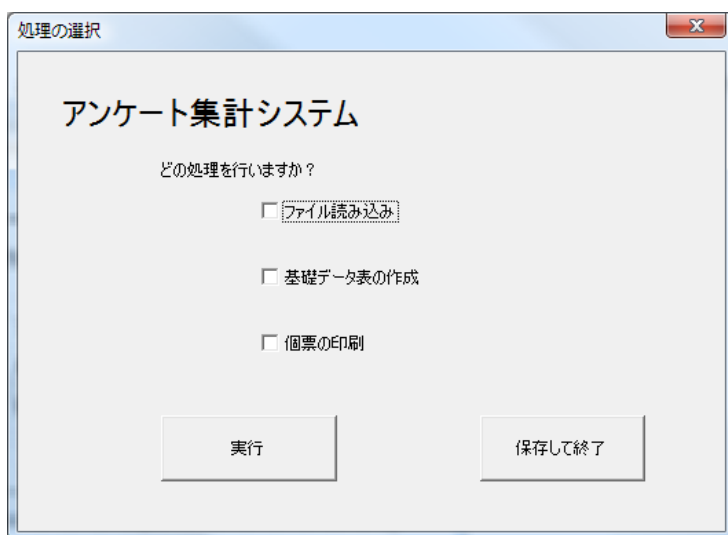 処理の選択
アンケート集計システム
どの処理を行いますか？
ファイル読み込み
基礎データ表の作成
個票の印刷
実行
保存して終了